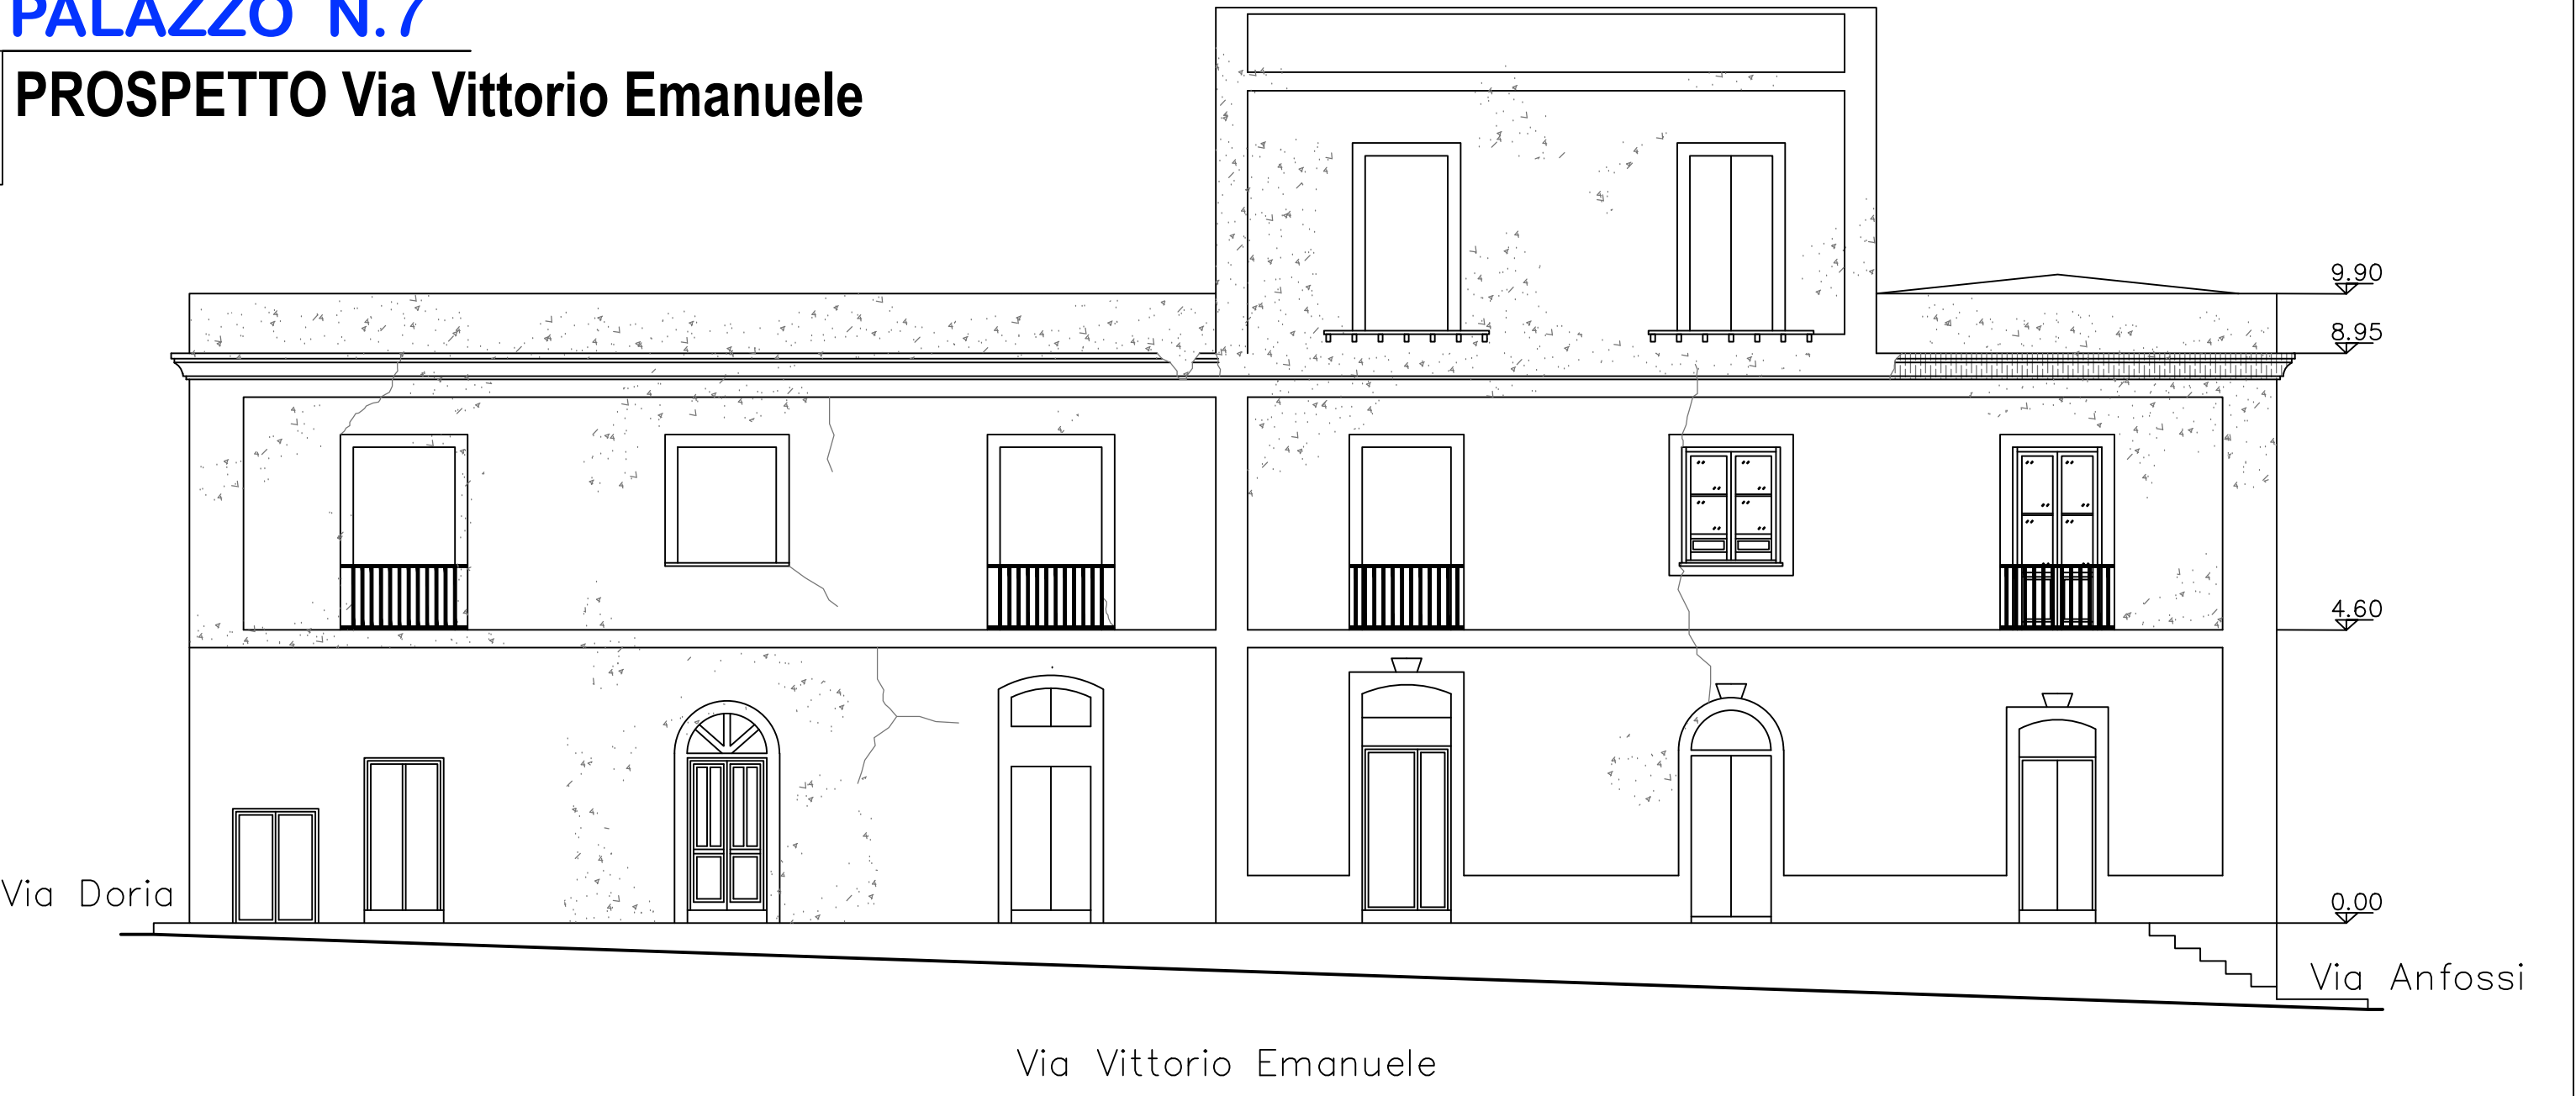 PALAZZO N.7
PROSPETTO Via Vittorio Emanuele
9.90
8.95
4.60
0.00
Via Doria
Via Anfossi
Via Vittorio Emanuele